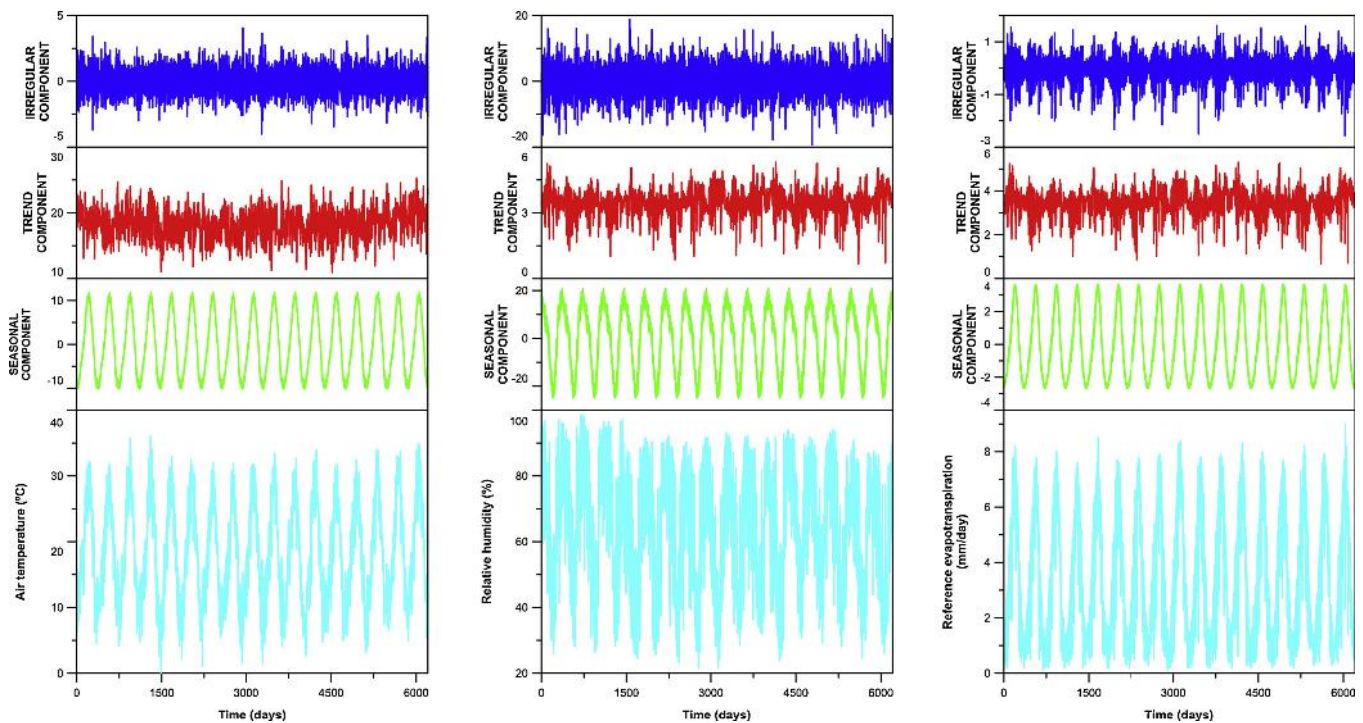 5
0
-5
IRREGULAR
COMPONENT
30
20
10
TREND
COMPONENT
10
0
-10
SEASONAL
COMPONENT
40
30
20
10
0
Air temperature (ºC)
0 1500 3000 4500 6000
Time (days)
20
0
-20
IRREGULAR
COMPONENT
6
3
0
TREND
COMPONENT
20
0
-20
SEASONAL
COMPONENT
100
80
60
40
20
Relative humidity (%)
0 1500 3000 4500 6000
Time (days)
1
-1
-3
IRREGULAR
COMPONENT
6
4
2
0
TREND
COMPONENT
4
2
0
-2
-4
SEASONAL
COMPONENT
8
6
4
2
0
Reference evapotranspiration
(mm/day)
0 1500 3000 4500 6000
Time (days)